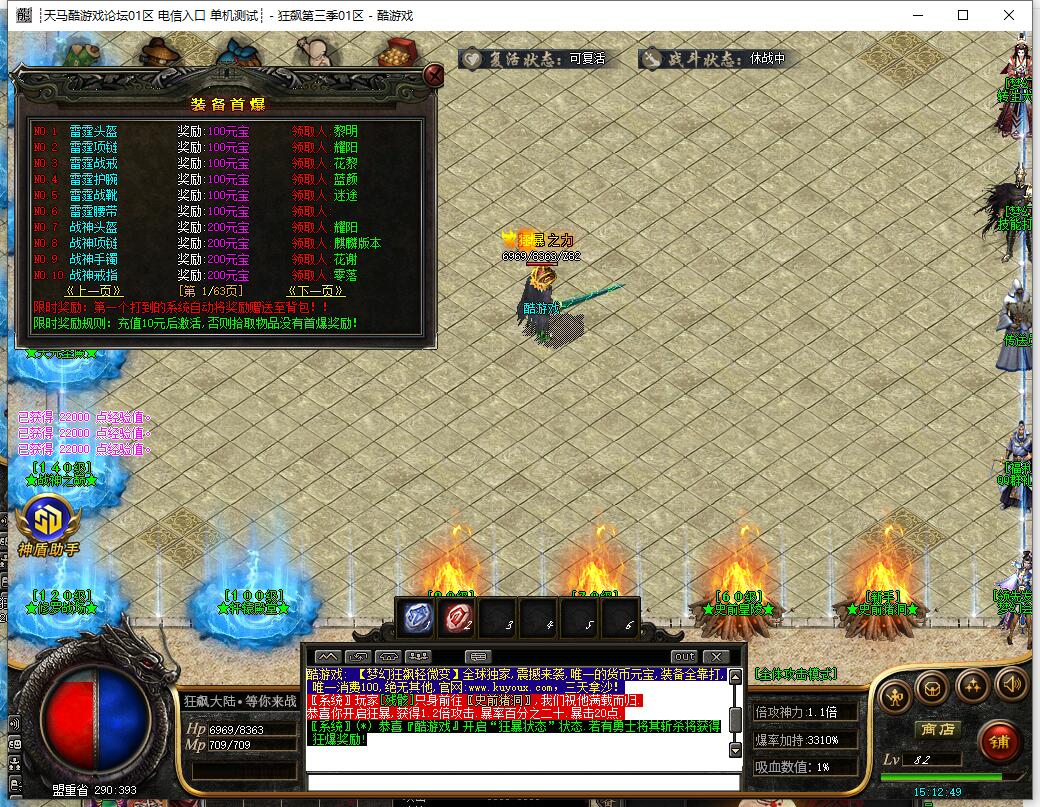 天马酷游戏论坛01区 电信入口 单机测试 - 狂飙第三季01区 - 酷游戏
复活状态: 可复活
战斗状态: 休战中
装备首爆
NO.1 雷霆头盔 奖励:100元宝 领取人:黎明
NO.2 雷霆项链 奖励:100元宝 领取人:耀阳
NO.3 雷霆战戒 奖励:100元宝 领取人:花黎
NO.4 雷霆护腕 奖励:100元宝 领取人:蓝颜
NO.5 雷霆战靴 奖励:100元宝 领取人:迷途
NO.6 雷霆腰带 奖励:100元宝 领取人:
NO.7 战神头盔 奖励:200元宝 领取人:耀阳
NO.8 战神项链 奖励:200元宝 领取人:麒麟版本
NO.9 战神手镯 奖励:200元宝 领取人:花谢
NO.10 战神戒指 奖励:200元宝 领取人:零落
《上一页》 [第 1/63页] 《下一页》
限时奖励: 第一个打到的系统自动将奖励赠送至背包!!
限时奖励规则: 充值10元后激活,否则拾取物品没有首爆奖励!
狂暴之力
6969/8363/Z82
酷游戏
已获得 22000 点经验值。
已获得 22000 点经验值。
已获得 22000 点经验值。
[140级]
★战神之巅★
神盾助手
[120级]
★修罗战场★
[100级]
[60级]
★史前皇陵★
[新手]
★史前猪洞★
1 2 3 4 5 6
out
酷游戏: 【梦幻狂飙轻微变】全球独家,震撼来袭,唯一的货币元宝,装备全靠打,
唯一消费100,绝无其他,官网:www.kuyoux.com, 三天拿沙!
〖系统〗玩家[残骸]只身前往 [史前猪洞],我们祝他满载而归.
恭喜你开启狂暴,获得1.2倍攻击,暴率百分之二十,暴击20点.
〖系统〗(*) 恭喜『酷游戏』开启“狂暴状态”状态.若有勇士将其斩杀将获得
狂爆奖励!
[全体攻击模式]
倍攻神力:1.1倍
爆率加持:3310%
吸血数值: 1%
狂飙大陆·等你来战
Hp 6969/8363
Mp 709/709
盟重省 290:393
商店
铺
Lv 82
15:12:49